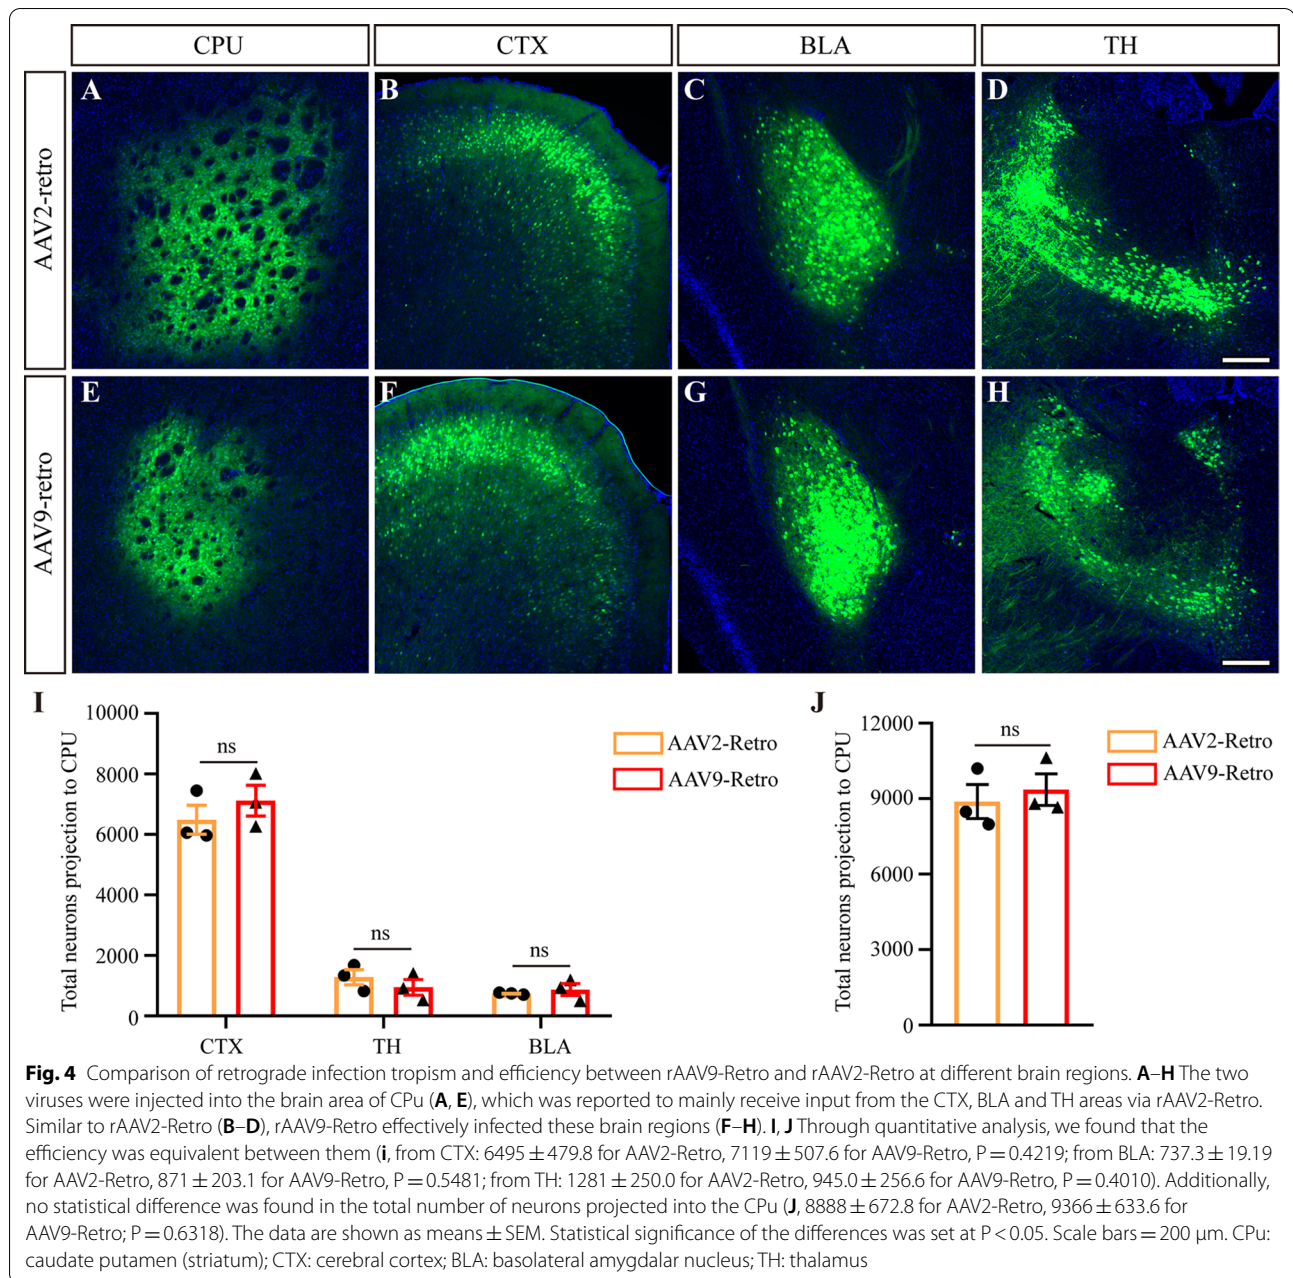 CPU CTX BLA TH
AAV2-retro
A B C D
AAV9-retro
E F G H
I
10000
8000
6000
4000
2000
0
Total neurons projection to CPU
ns
ns
ns
CTX TH BLA
AAV2-Retro
AAV9-Retro
J
12000
9000
6000
3000
0
Total neurons projection to CPU
ns
AAV2-Retro
AAV9-Retro
Fig. 4 Comparison of retrograde infection tropism and efficiency between rAAV9-Retro and rAAV2-Retro at different brain regions. A–H The two
viruses were injected into the brain area of CPu (A, E), which was reported to mainly receive input from the CTX, BLA and TH areas via rAAV2-Retro.
Similar to rAAV2-Retro (B–D), rAAV9-Retro effectively infected these brain regions (F–H). I, J Through quantitative analysis, we found that the
efficiency was equivalent between them (i, from CTX: 6495 ± 479.8 for AAV2-Retro, 7119 ± 507.6 for AAV9-Retro, P = 0.4219; from BLA: 737.3 ± 19.19
for AAV2-Retro, 871 ± 203.1 for AAV9-Retro, P = 0.5481; from TH: 1281 ± 250.0 for AAV2-Retro, 945.0 ± 256.6 for AAV9-Retro, P = 0.4010). Additionally,
no statistical difference was found in the total number of neurons projected into the CPu (J, 8888 ± 672.8 for AAV2-Retro, 9366 ± 633.6 for
AAV9-Retro; P = 0.6318). The data are shown as means ± SEM. Statistical significance of the differences was set at P < 0.05. Scale bars = 200 μm. CPu:
caudate putamen (striatum); CTX: cerebral cortex; BLA: basolateral amygdalar nucleus; TH: thalamus